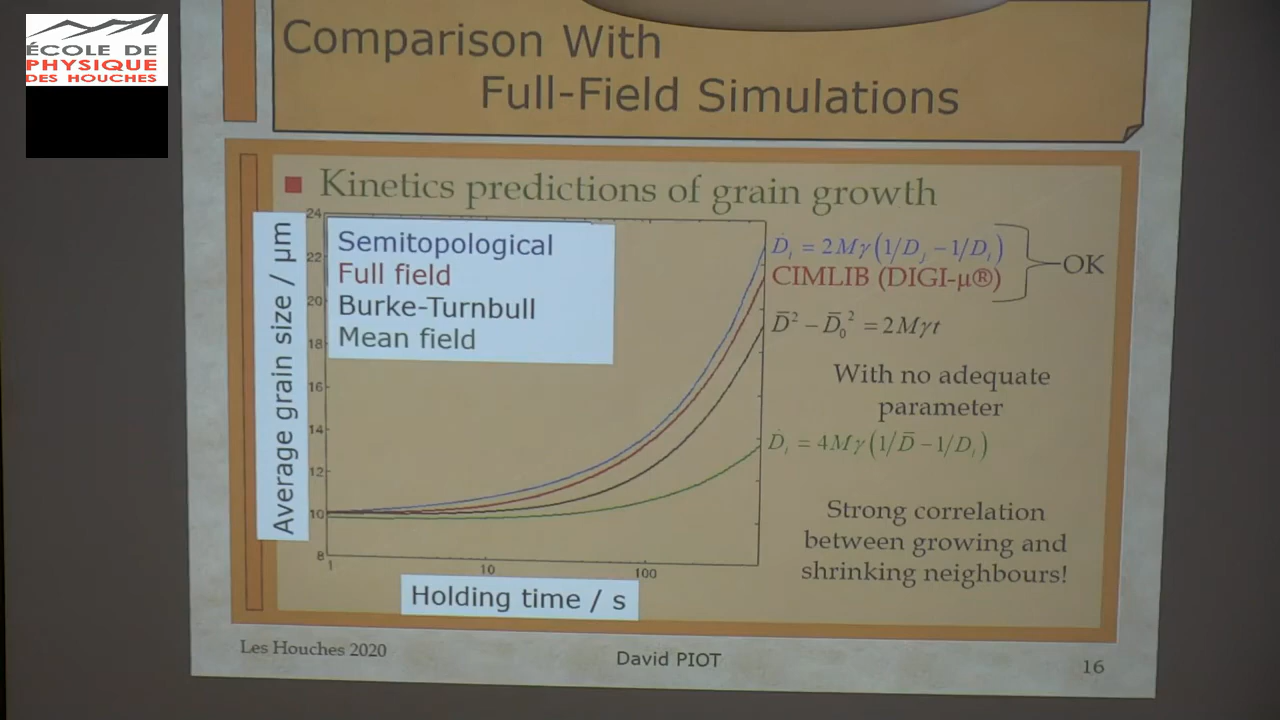 ÉCOLE DE
PHYSIQUE
DES HOUCHES
Comparison With
Full-Field Simulations
■ Kinetics predictions of grain growth
Average grain size / µm
24
22
20
18
16
14
12
10
8
Semitopological
Full field
Burke-Turnbull
Mean field
1
10
100
Holding time / s
Ḋᵢ = 2Mγ(1/Dⱼ − 1/Dᵢ)
CIMLIB (DIGI-µ®)
OK
D̄² − D̄₀² = 2Mγt
With no adequate
parameter
Ḋᵢ = 4Mγ(1/D̄ − 1/Dᵢ)
Strong correlation
between growing and
shrinking neighbours!
Les Houches 2020
David PIOT
16